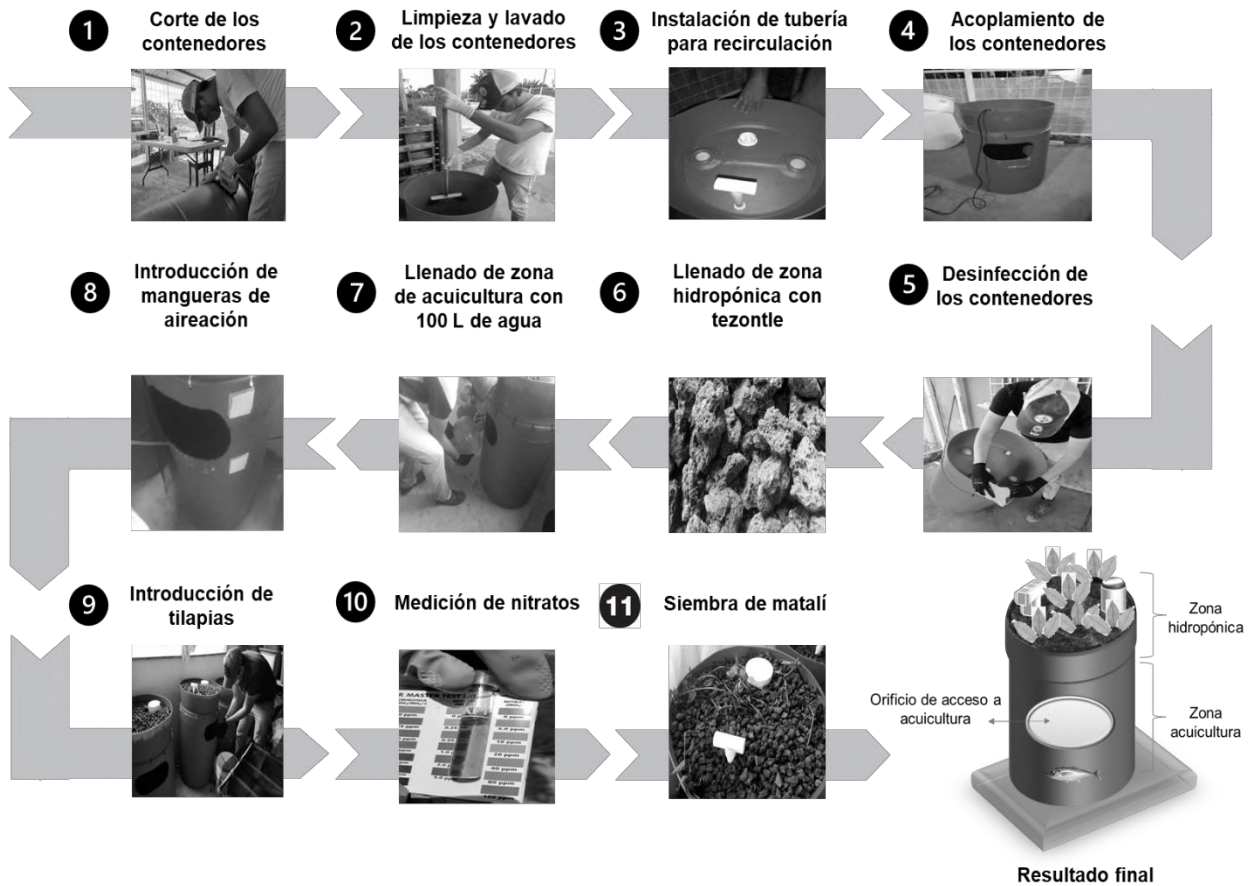 1
Corte de los
contenedores
2
Limpieza y lavado
de los contenedores
3
Instalación de tubería
para recirculación
4
Acoplamiento de
los contenedores
5
Desinfección de
los contenedores
6
Llenado de zona
hidropónica con
tezontle
7
Llenado de zona
de acuicultura con
100 L de agua
8
Introducción de
mangueras de
aireación
9
Introducción de
tilapias
10
Medición de nitratos
11
Siembra de matalí
MASTER TEST
Zona
hidropónica
Orificio de acceso a
acuicultura
Zona
acuicultura
Resultado final